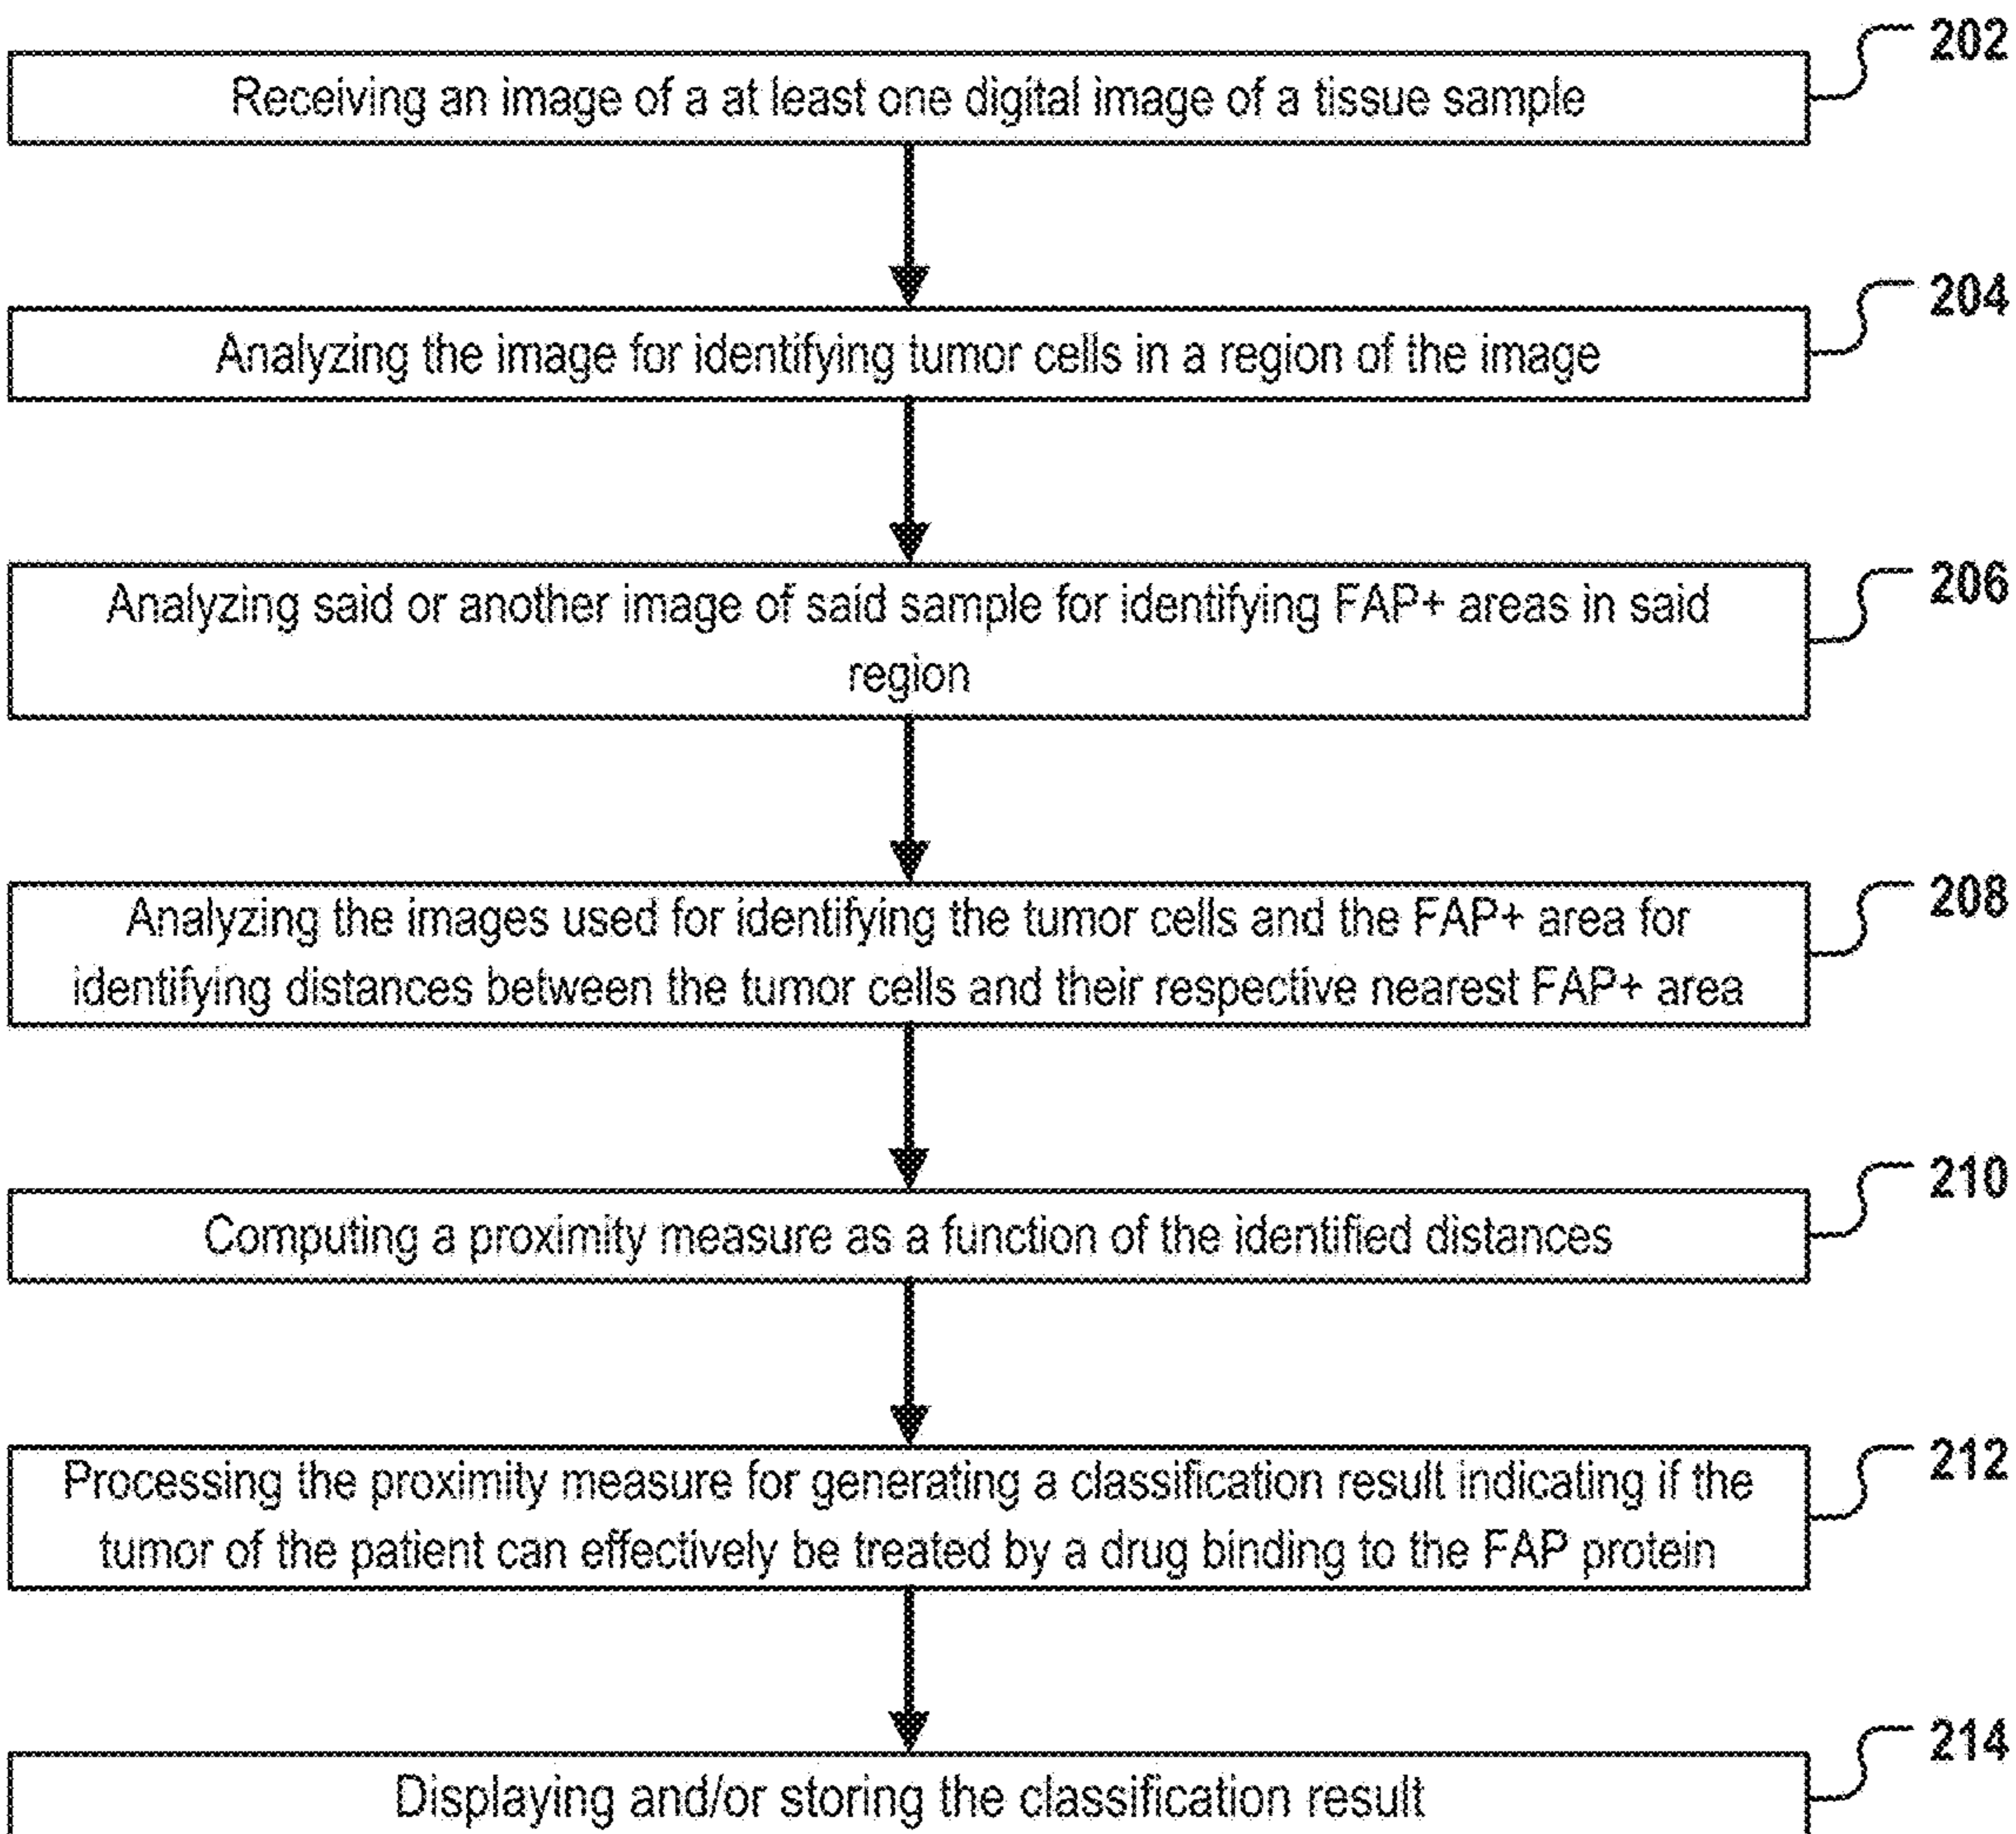 202
Receiving an image of a at least one digital image of a tissue sample
204
Analyzing the image for identifying tumor cells in a region of the image
206
Analyzing said or another image of said sample for identifying FAP+ areas in said
region
208
Analyzing the images used for identifying the tumor cells and the FAP+ area for
identifying distances between the tumor cells and their respective nearest FAP+ area
210
Computing a proximity measure as a function of the identified distances
212
Processing the proximity measure for generating a classification result indicating if the
tumor of the patient can effectively be treated by a drug binding to the FAP protein
214
Displaying and/or storing the classification result